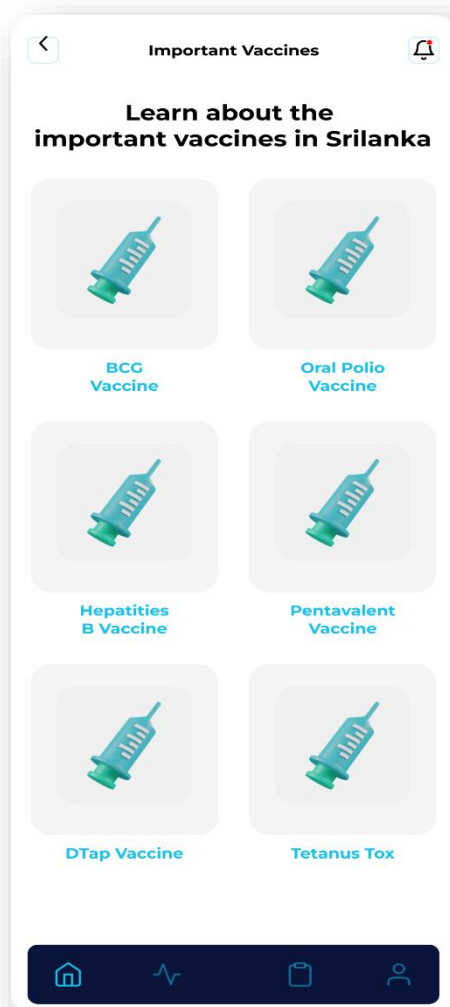 Important Vaccines
Learn about the
important vaccines in Srilanka
BCG
Vaccine
Oral Polio
Vaccine
Hepatities
B Vaccine
Pentavalent
Vaccine
DTap Vaccine
Tetanus Tox